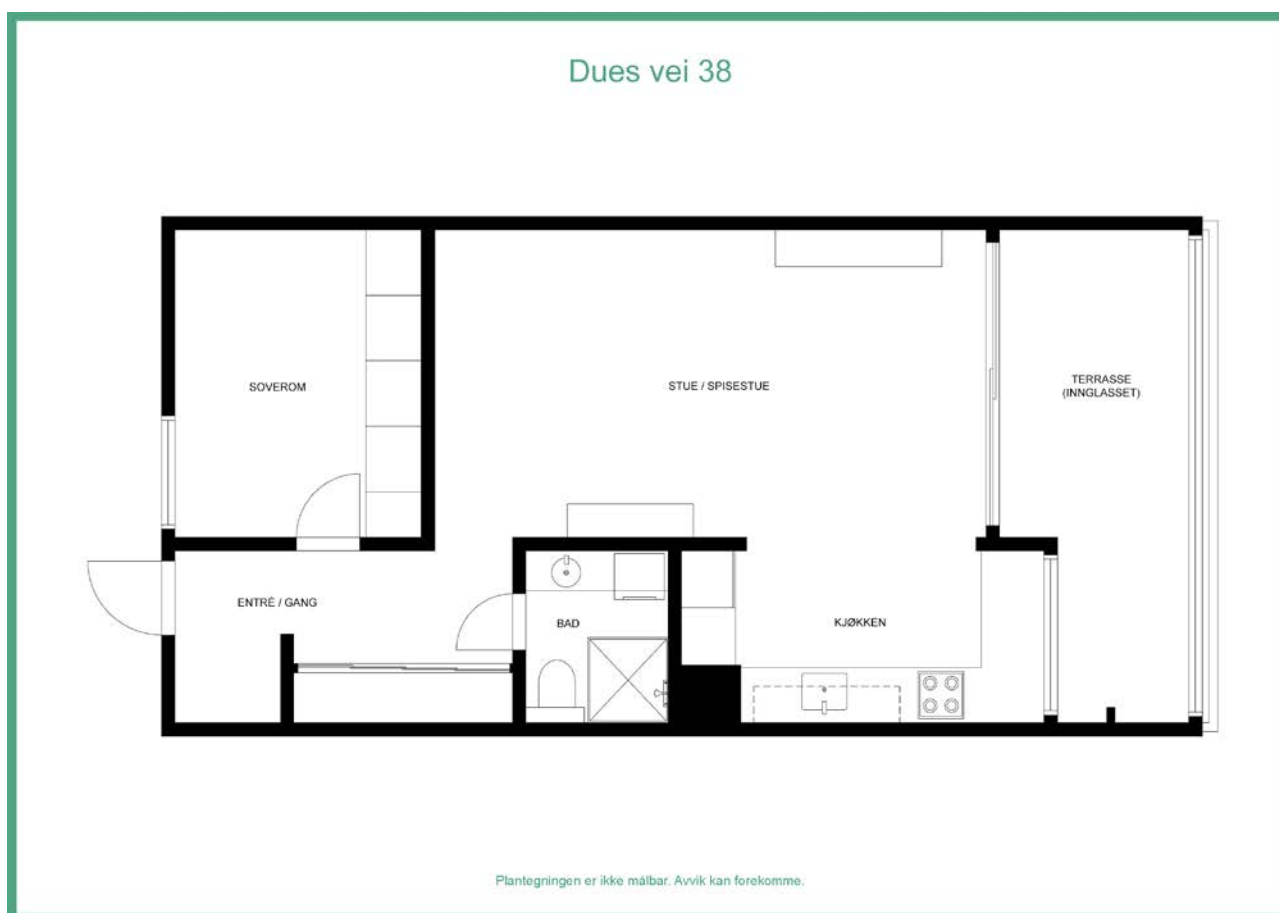 Dues vei 38
SOVEROM
STUE / SPISESTUE
TERRASSE
(INNGLASSET)
ENTRÉ / GANG
BAD
KJØKKEN
Plantegningen er ikke målbar. Avvik kan forekomme.